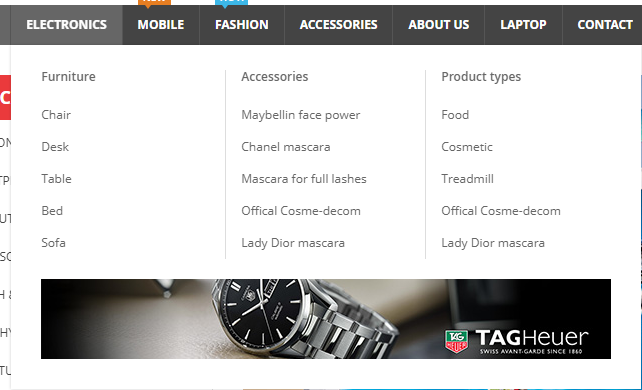 ELECTRONICS MOBILE FASHION ACCESSORIES ABOUT US LAPTOP CONTACT
Furniture
Chair
Desk
Table
Bed
Sofa
Accessories
Maybellin face power
Chanel mascara
Mascara for full lashes
Offical Cosme-decom
Lady Dior mascara
Product types
Food
Cosmetic
Treadmill
Offical Cosme-decom
Lady Dior mascara
TAG
HEUER
TAGHeuer
SWISS AVANT-GARDE SINCE 1860